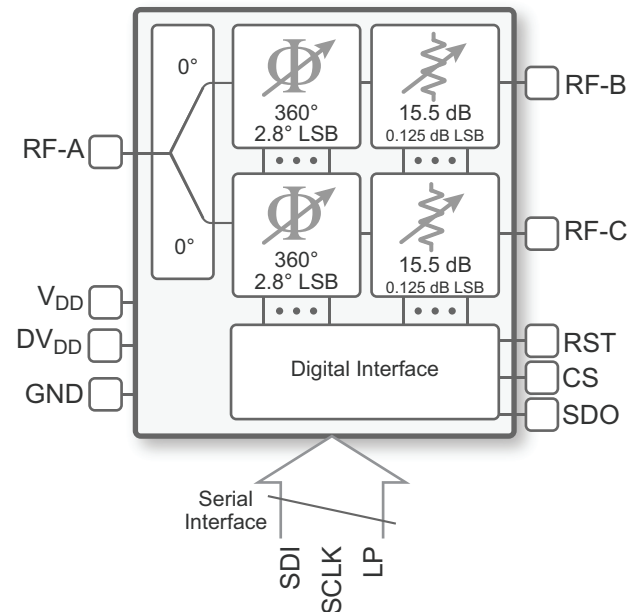 0°
Φ
360°
2.8° LSB
15.5 dB
0.125 dB LSB
RF-B
RF-A
• • •
• • •
0°
Φ
360°
2.8° LSB
15.5 dB
0.125 dB LSB
RF-C
• • •
• • •
VDD
DVDD
GND
Digital Interface
RST
CS
SDO
Serial
Interface
SDI
SCLK
LP